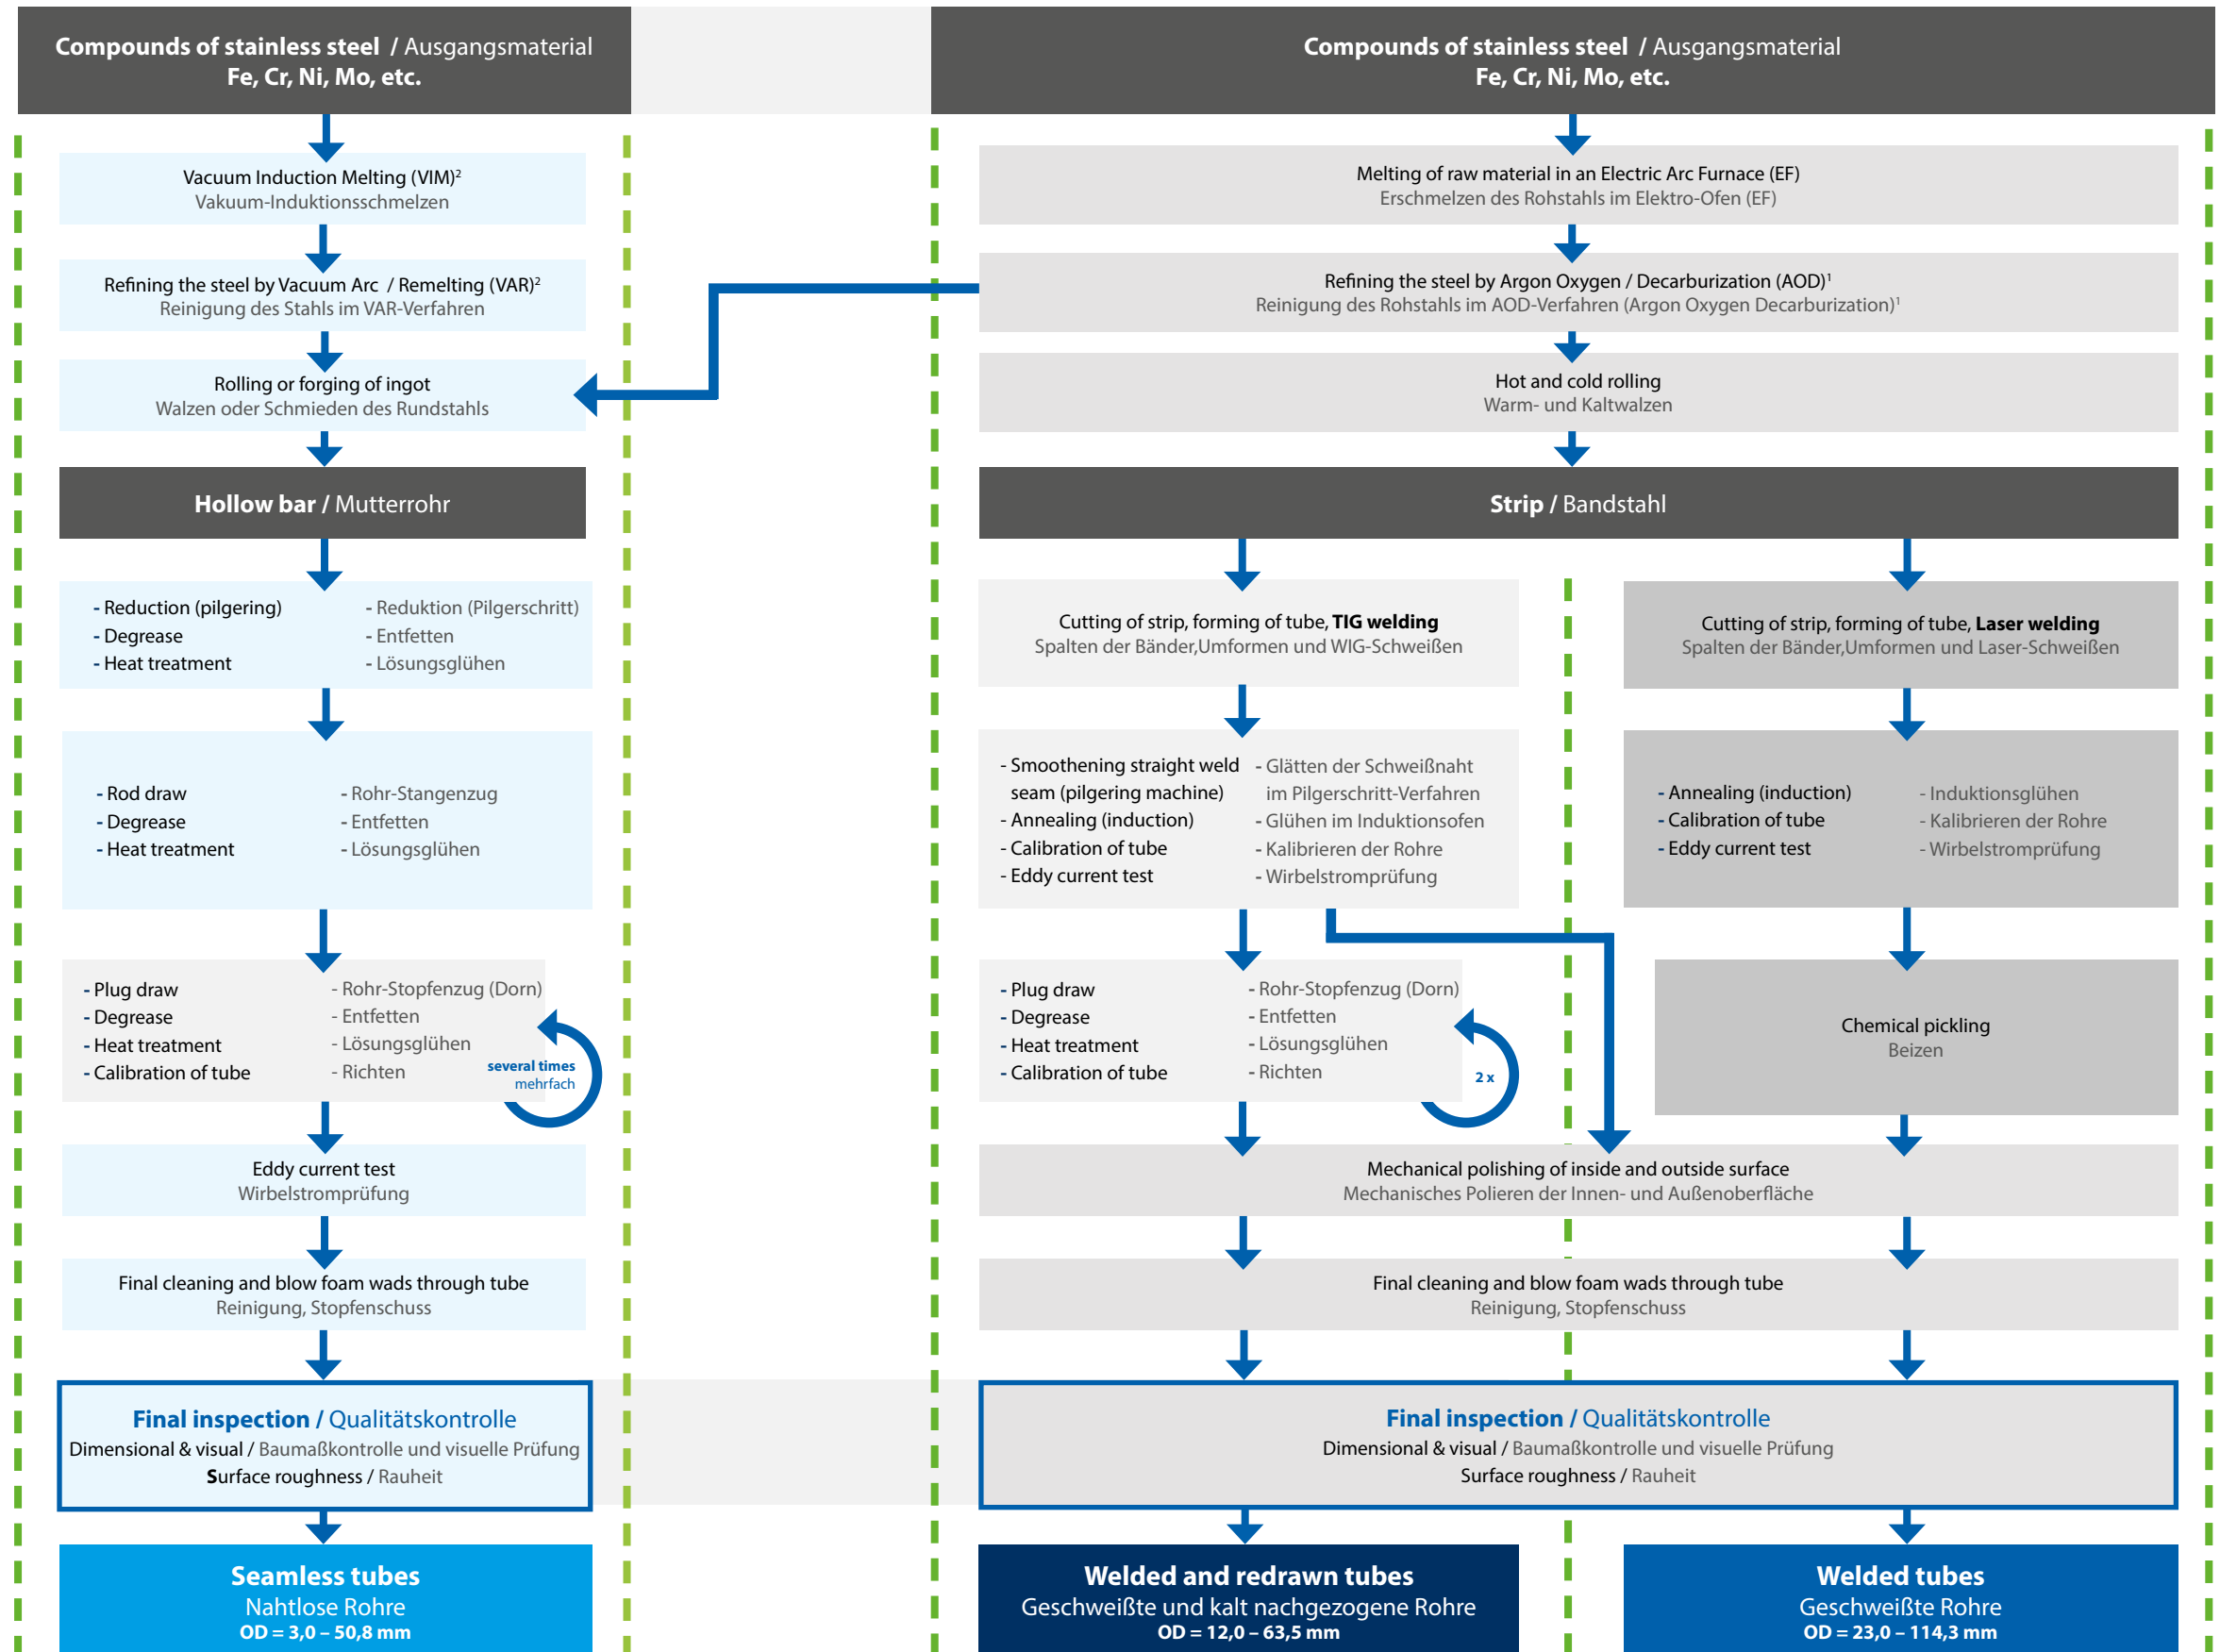 Compounds of stainless steel / Ausgangsmaterial
Fe, Cr, Ni, Mo, etc.
Vacuum Induction Melting (VIM)²
Vakuum-Induktionsschmelzen
Refining the steel by Vacuum Arc / Remelting (VAR)²
Reinigung des Stahls im VAR-Verfahren
Rolling or forging of ingot
Walzen oder Schmieden des Rundstahls
Hollow bar / Mutterrohr
- Reduction (pilgering)
- Degrease
- Heat treatment
- Reduktion (Pilgerschritt)
- Entfetten
- Lösungsglühen
- Rod draw
- Degrease
- Heat treatment
- Rohr-Stangenzug
- Entfetten
- Lösungsglühen
- Plug draw
- Degrease
- Heat treatment
- Calibration of tube
- Rohr-Stopfenzug (Dorn)
- Entfetten
- Lösungsglühen
- Richten
several times
mehrfach
Eddy current test
Wirbelstromprüfung
Final cleaning and blow foam wads through tube
Reinigung, Stopfenschuss
Final inspection / Qualitätskontrolle
Dimensional & visual / Baumaßkontrolle und visuelle Prüfung
Surface roughness / Rauheit
Seamless tubes
Nahtlose Rohre
OD = 3,0 – 50,8 mm
Compounds of stainless steel / Ausgangsmaterial
Fe, Cr, Ni, Mo, etc.
Melting of raw material in an Electric Arc Furnace (EF)
Erschmelzen des Rohstahls im Elektro-Ofen (EF)
Refining the steel by Argon Oxygen / Decarburization (AOD)¹
Reinigung des Rohstahls im AOD-Verfahren (Argon Oxygen Decarburization)¹
Hot and cold rolling
Warm- und Kaltwalzen
Strip / Bandstahl
Cutting of strip, forming of tube, TIG welding
Spalten der Bänder,Umformen und WIG-Schweißen
- Smoothening straight weld
seam (pilgering machine)
- Annealing (induction)
- Calibration of tube
- Eddy current test
- Glätten der Schweißnaht
im Pilgerschritt-Verfahren
- Glühen im Induktionsofen
- Kalibrieren der Rohre
- Wirbelstromprüfung
- Plug draw
- Degrease
- Heat treatment
- Calibration of tube
- Rohr-Stopfenzug (Dorn)
- Entfetten
- Lösungsglühen
- Richten
2 x
Cutting of strip, forming of tube, Laser welding
Spalten der Bänder,Umformen und Laser-Schweißen
- Annealing (induction)
- Calibration of tube
- Eddy current test
- Induktionsglühen
- Kalibrieren der Rohre
- Wirbelstromprüfung
Chemical pickling
Beizen
Mechanical polishing of inside and outside surface
Mechanisches Polieren der Innen- und Außenoberfläche
Final cleaning and blow foam wads through tube
Reinigung, Stopfenschuss
Final inspection / Qualitätskontrolle
Dimensional & visual / Baumaßkontrolle und visuelle Prüfung
Surface roughness / Rauheit
Welded and redrawn tubes
Geschweißte und kalt nachgezogene Rohre
OD = 12,0 – 63,5 mm
Welded tubes
Geschweißte Rohre
OD = 23,0 – 114,3 mm